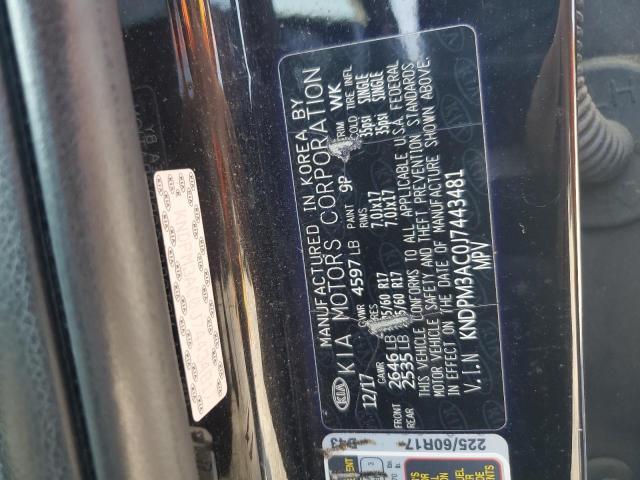 MANUFACTURED IN KOREA BY
KIA KIA MOTORS CORPORATION
12/17 GVWR 4597 LB PAINT 9P TRIM WK
GAWR RIMS COLD TIRE INFL
FRONT 2646 LB 5/60 R17 7.0Jx17 35psi SINGLE
REAR 2535 LB 5/60 R17 7.0Jx17 35psi SINGLE
THIS VEHICLE CONFORMS TO ALL APPLICABLE U.S.A. FEDERAL
MOTOR VEHICLE SAFETY AND THEFT PREVENTION STANDARDS
IN EFFECT ON THE DATE OF MANUFACTURE SHOWN ABOVE.
V.I.N KNDPM3AC0J7443481
MPV
225/60R17